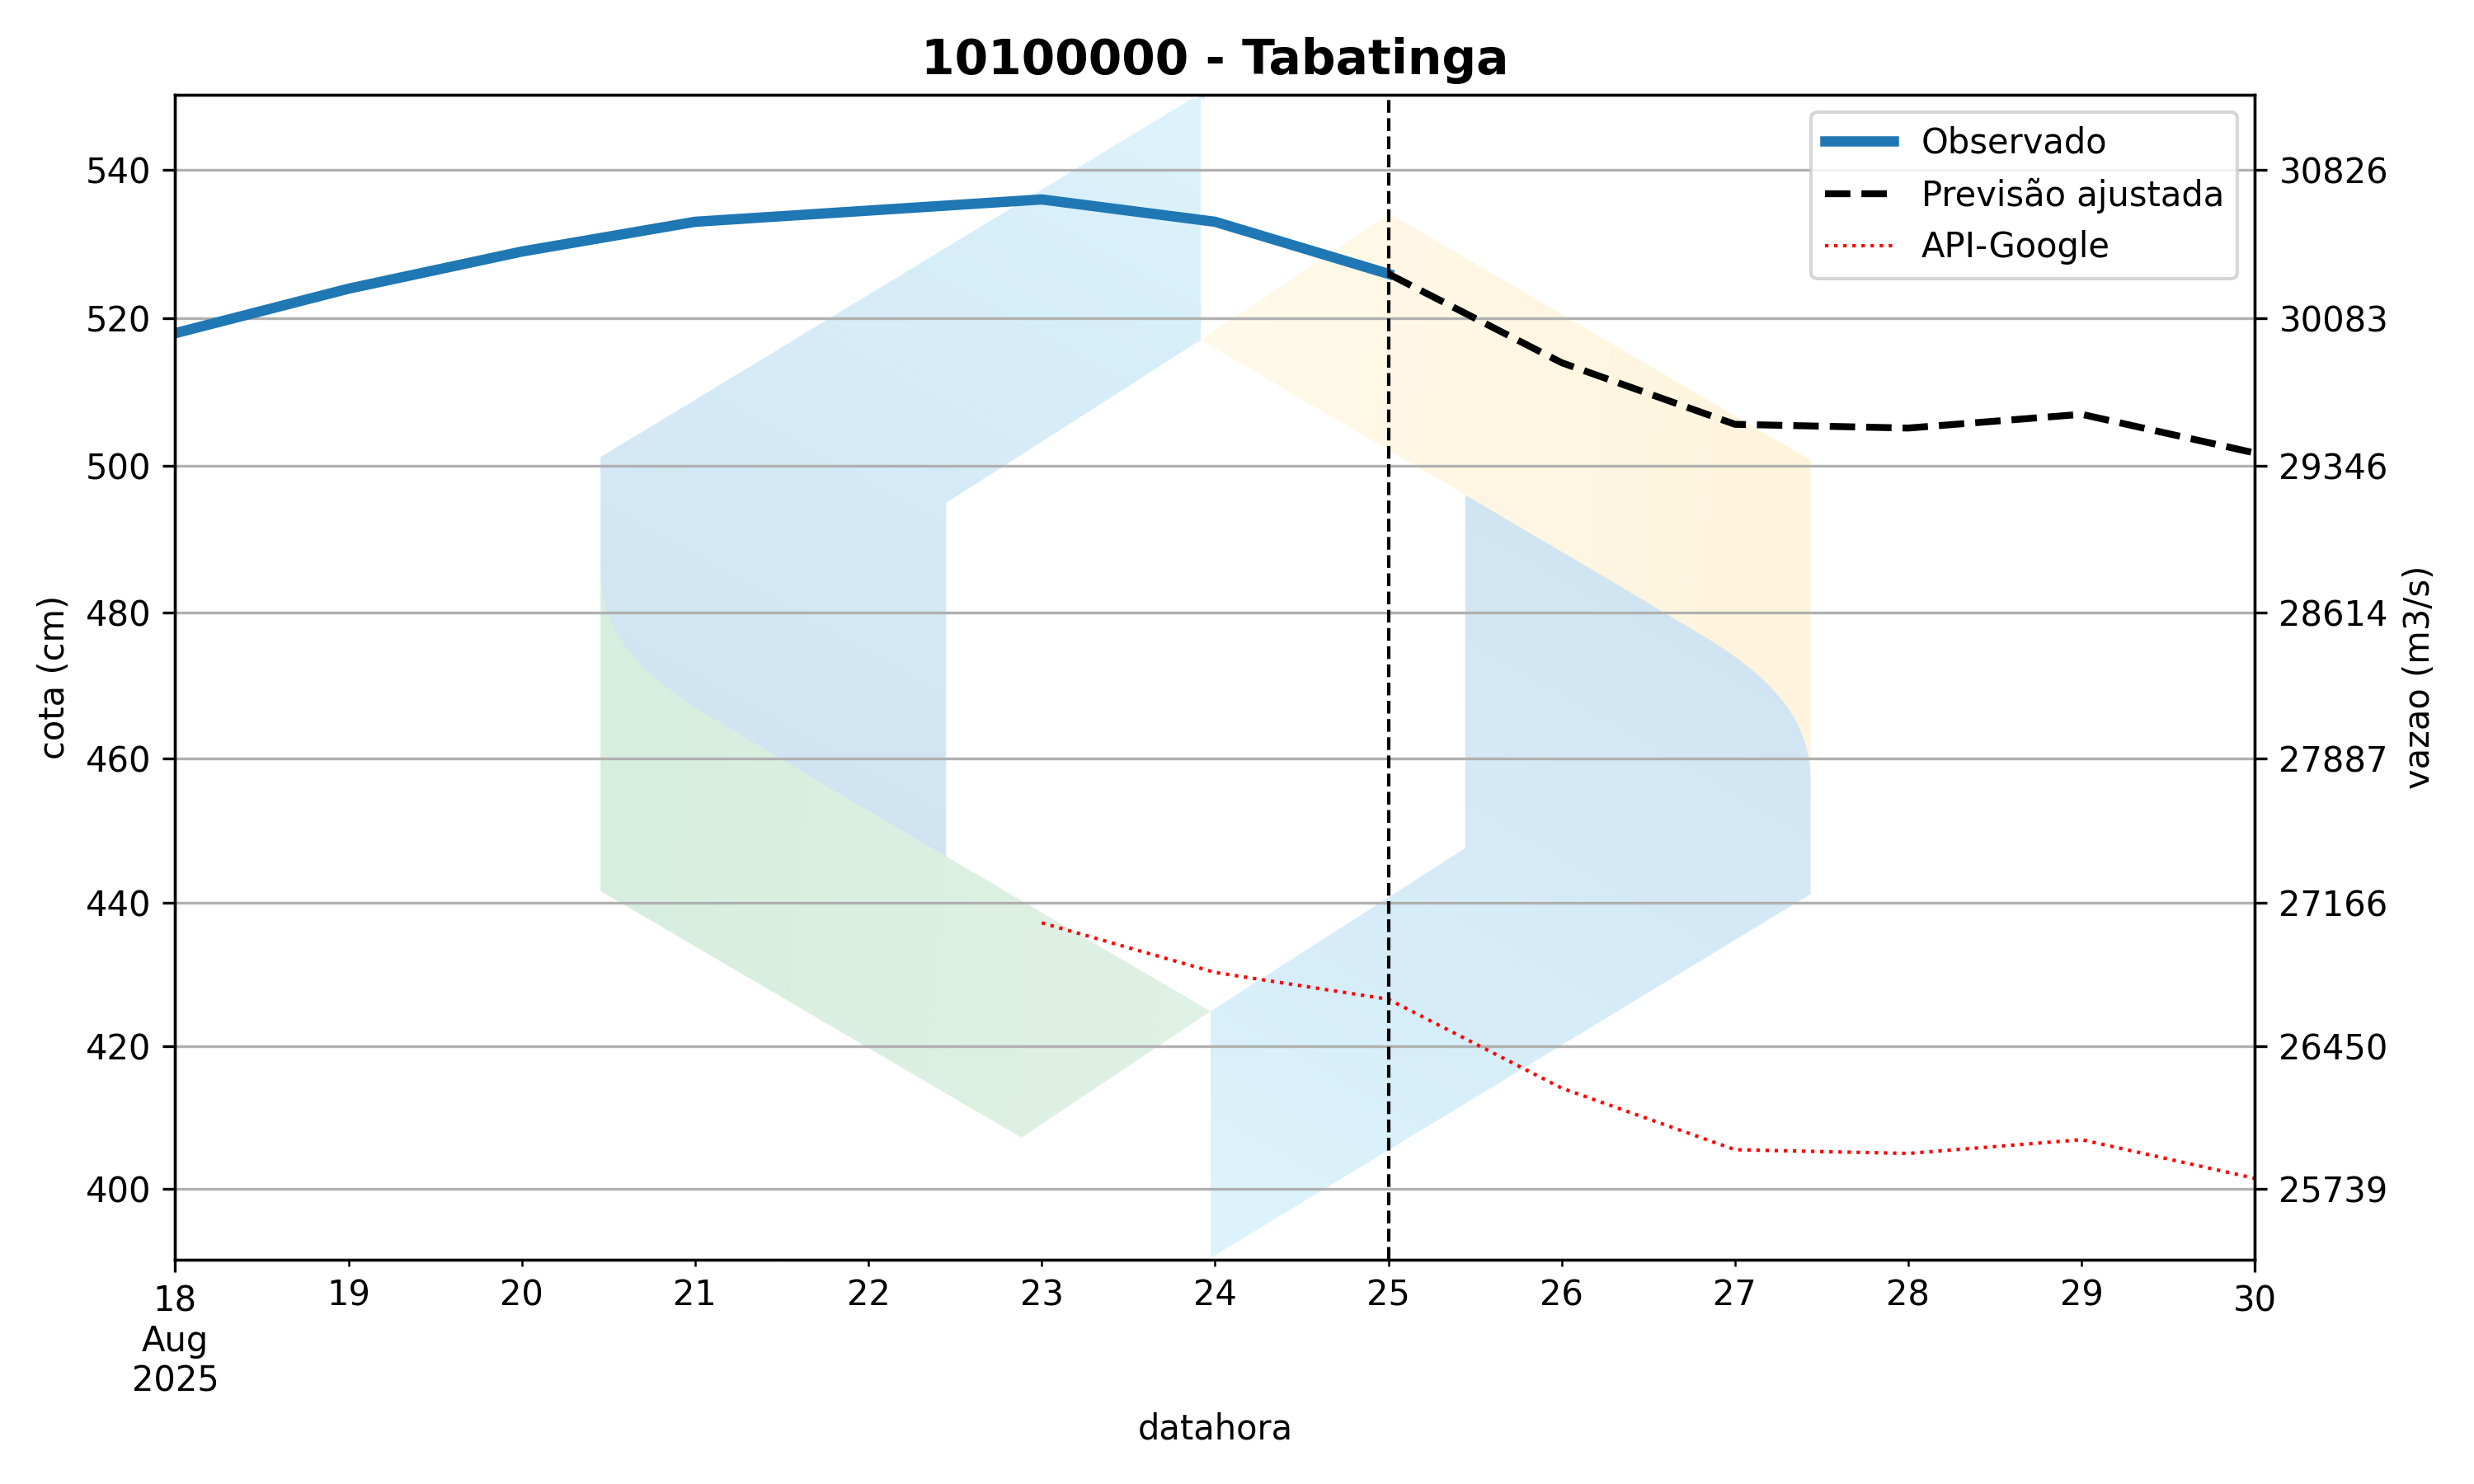 10100000 - Tabatinga
Observado
Previsão ajustada
API-Google
cota (cm)
540
520
500
480
460
440
420
400
30826
30083
29346
28614
27887
27166
26450
25739
vazao (m3/s)
18 19 20 21 22 23 24 25 26 27 28 29 30
Aug
2025
datahora